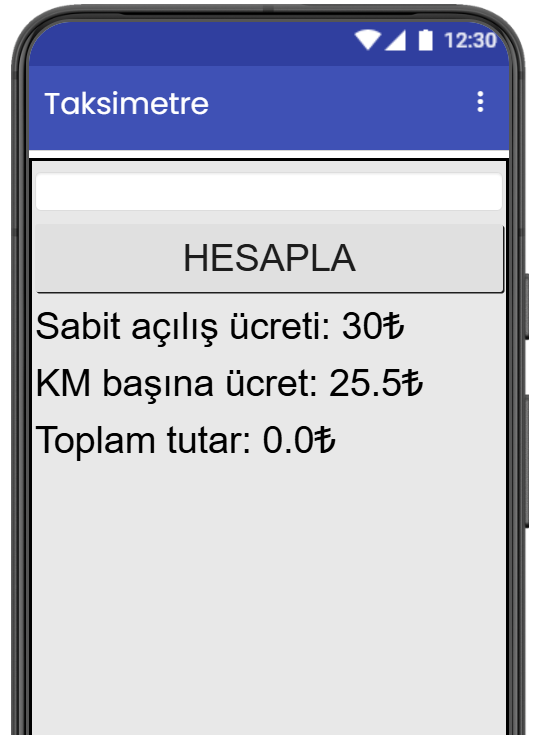 12:30
Taksimetre
HESAPLA
Sabit açılış ücreti: 30₺
KM başına ücret: 25.5₺
Toplam tutar: 0.0₺